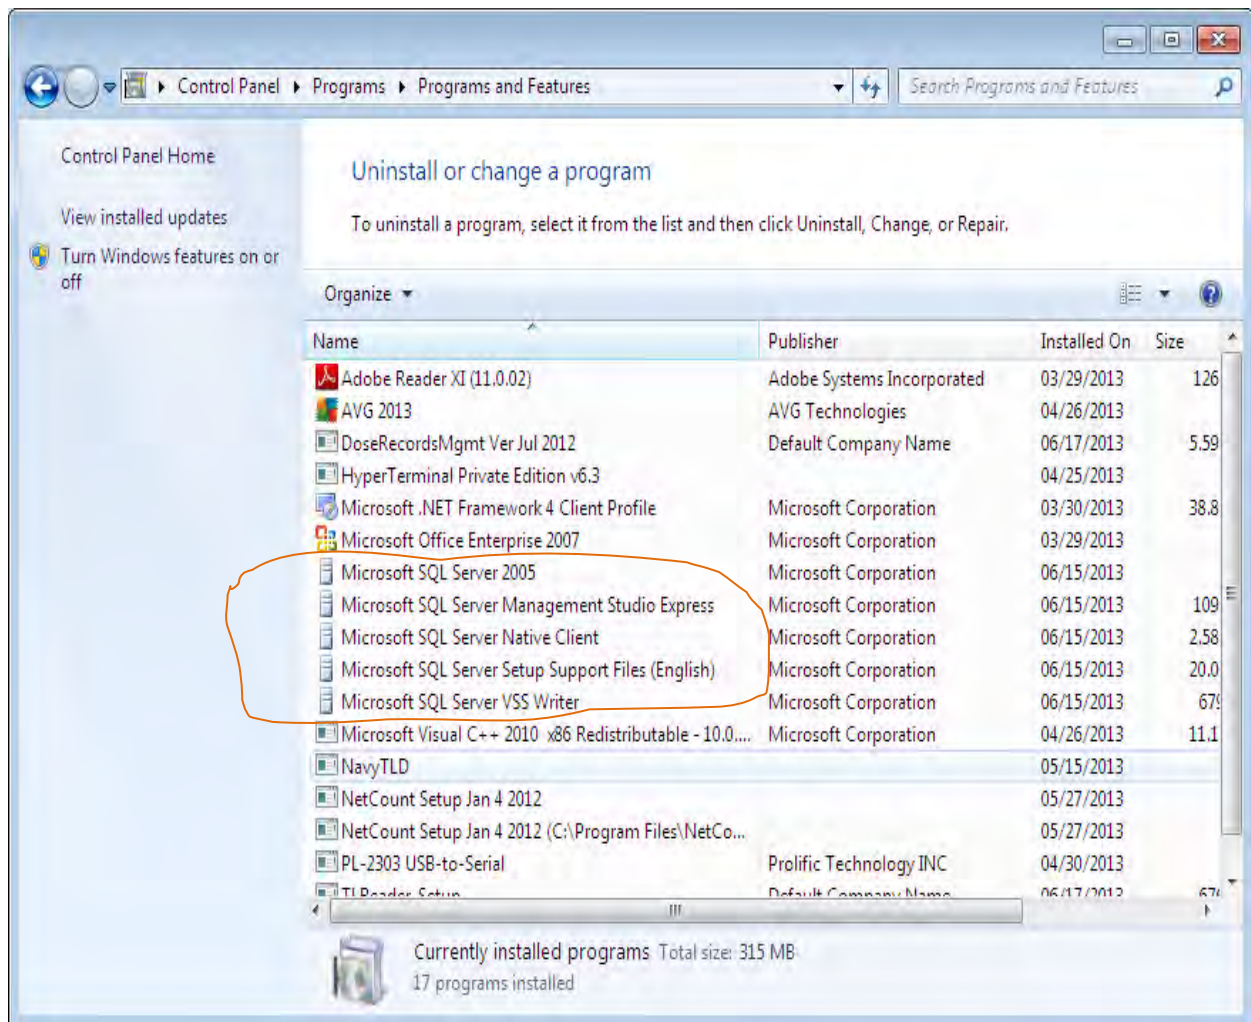 Control Panel Programs Programs and Features
Search Programs and Features
Control Panel Home
View installed updates
Turn Windows features on or
off
Uninstall or change a program
To uninstall a program, select it from the list and then click Uninstall, Change, or Repair.
Organize
Name Publisher Installed On Size
Adobe Reader XI (11.0.02) Adobe Systems Incorporated 03/29/2013 126
AVG 2013 AVG Technologies 04/26/2013
DoseRecordsMgmt Ver Jul 2012 Default Company Name 06/17/2013 5.59
HyperTerminal Private Edition v6.3 04/25/2013
Microsoft .NET Framework 4 Client Profile Microsoft Corporation 03/30/2013 38.8
Microsoft Office Enterprise 2007 Microsoft Corporation 03/29/2013
Microsoft SQL Server 2005 Microsoft Corporation 06/15/2013
Microsoft SQL Server Management Studio Express Microsoft Corporation 06/15/2013 109
Microsoft SQL Server Native Client Microsoft Corporation 06/15/2013 2.58
Microsoft SQL Server Setup Support Files (English) Microsoft Corporation 06/15/2013 20.0
Microsoft SQL Server VSS Writer Microsoft Corporation 06/15/2013 679
Microsoft Visual C++ 2010 x86 Redistributable - 10.0.... Microsoft Corporation 04/26/2013 11.1
NavyTLD 05/15/2013
NetCount Setup Jan 4 2012 05/27/2013
NetCount Setup Jan 4 2012 (C:\Program Files\NetCo... 05/27/2013
PL-2303 USB-to-Serial Prolific Technology INC 04/30/2013
Setup Default Company Name 06/17/2013
Currently installed programs Total size: 315 MB
17 programs installed